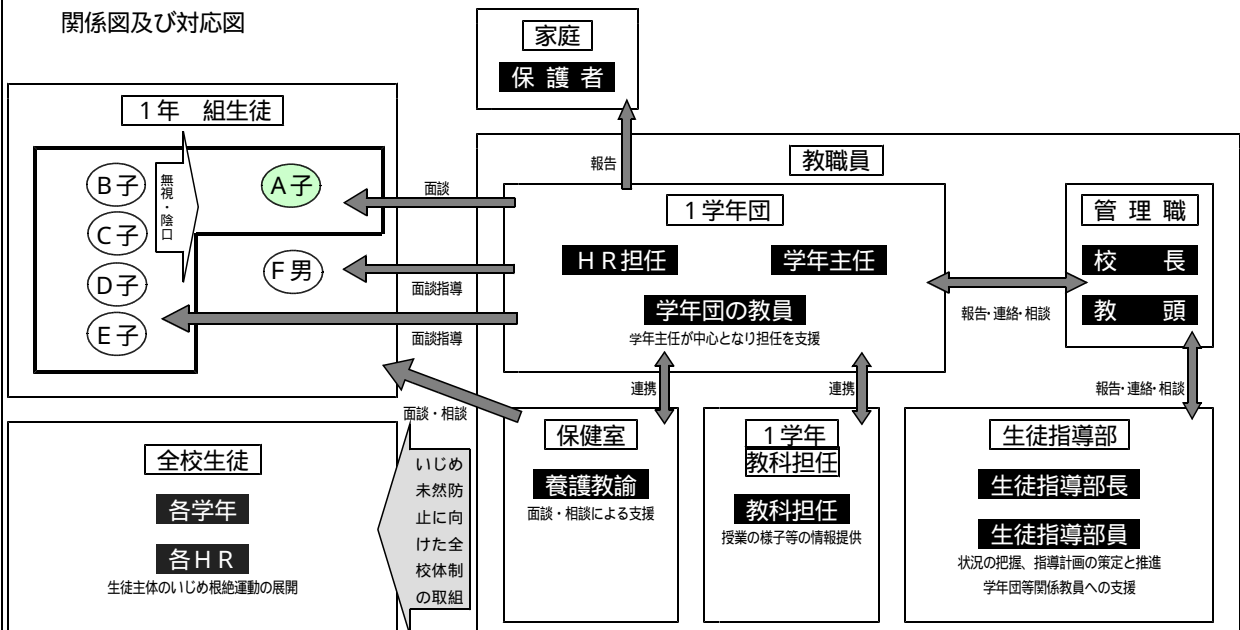 関係図及び対応図
家庭
保護者
1年 組生徒
B子
C子
D子
E子
無視・陰口
A子
F男
面談
面談指導
面談指導
面談・相談
報告
教職員
1学年団
HR担任
学年主任
学年団の教員
学年主任が中心となり担任を支援
管理職
校長
教頭
報告・連絡・相談
報告・連絡・相談
連携
連携
全校生徒
各学年
各HR
生徒主体のいじめ根絶運動の展開
いじめ
未然防
止に向
けた全
校体制
の取組
保健室
養護教諭
面談・相談による支援
1学年
教科担任
教科担任
授業の様子等の情報提供
生徒指導部
生徒指導部長
生徒指導部員
状況の把握、指導計画の策定と推進
学年団等関係教員への支援